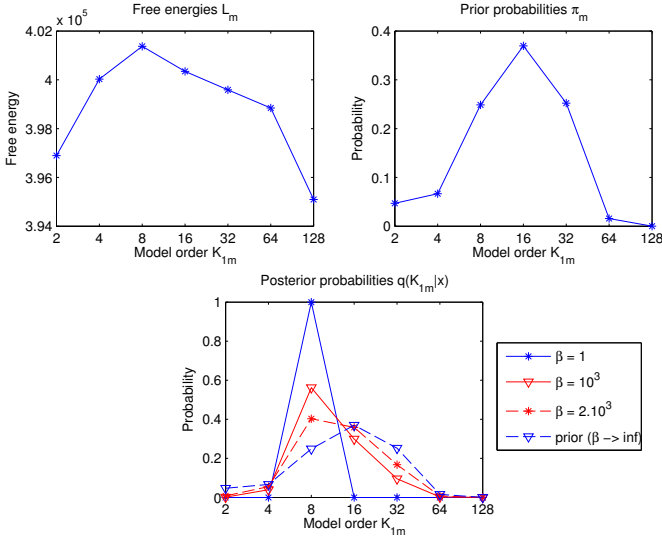 Free energies L_m
x 10^5
4.02
4
3.98
3.96
3.94
Free energy
2 4 8 16 32 64 128
Model order K_1m
Prior probabilities π_m
0.4
0.3
0.2
0.1
0
Probability
2 4 8 16 32 64 128
Model order K_1m
Posterior probabilities q(K_1m|x)
1
0.8
0.6
0.4
0.2
0
Probability
2 4 8 16 32 64 128
Model order K_1m
β = 1
β = 10^3
β = 2.10^3
prior (β -> inf)